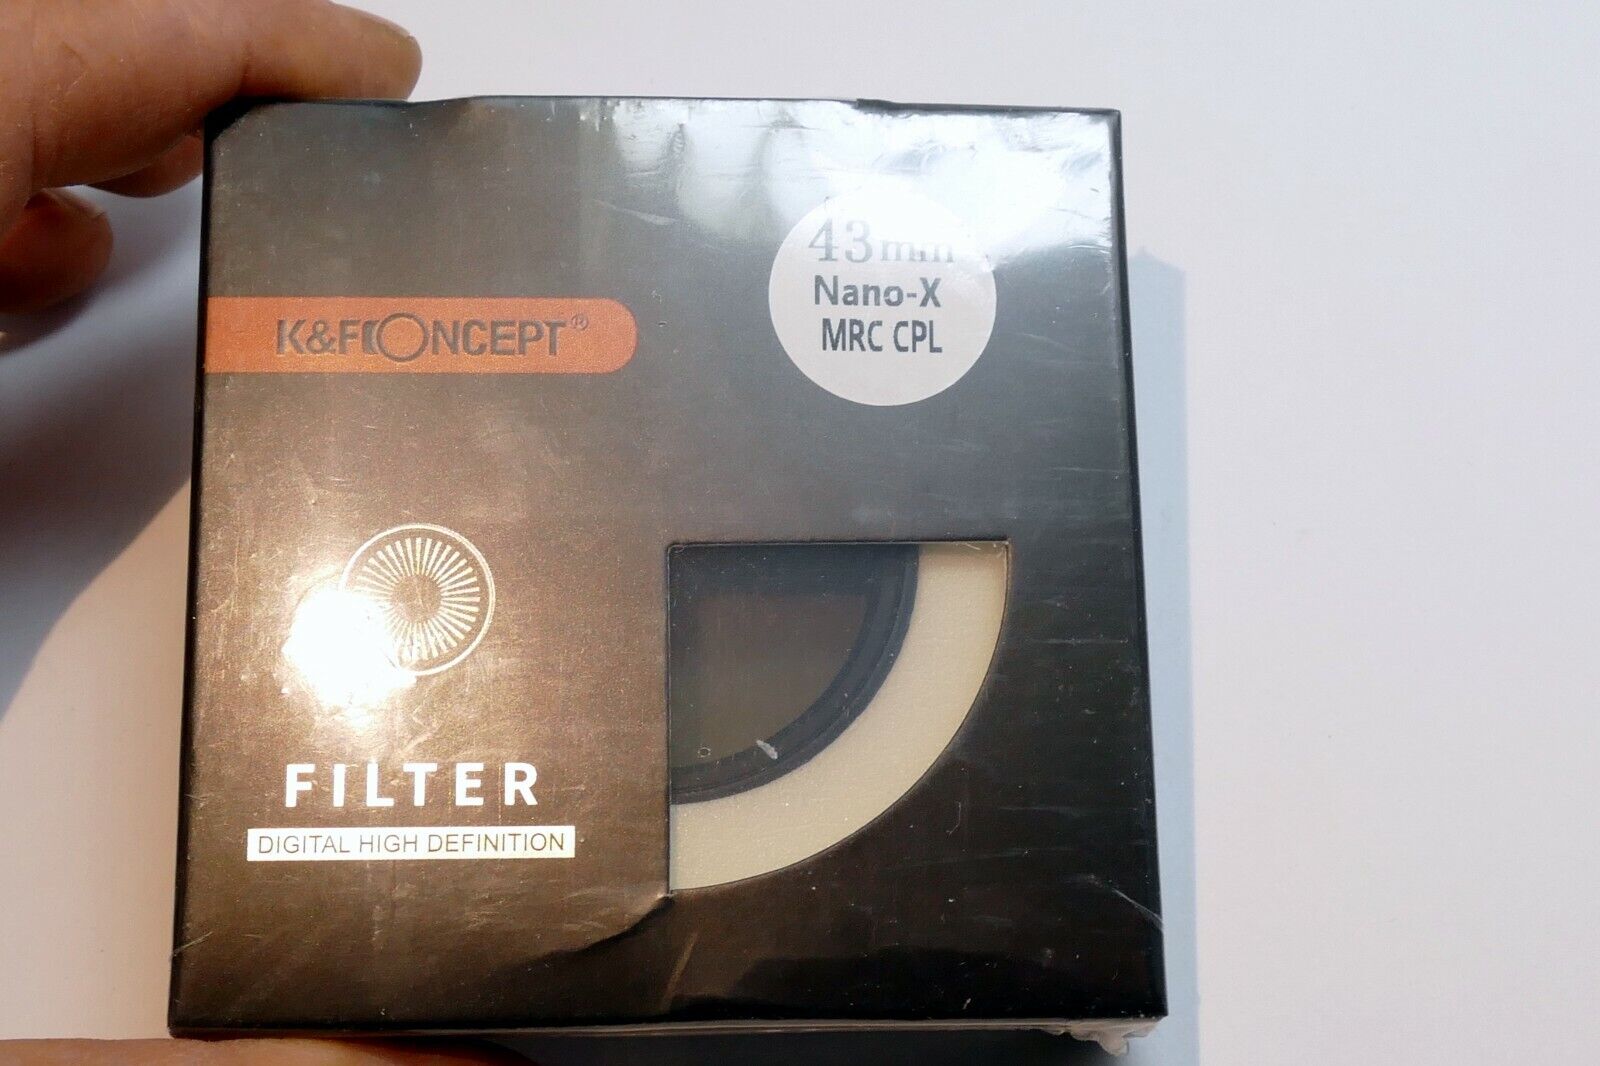 43mm
Nano-X
MRC CPL
K&F CONCEPT®
FILTER
DIGITAL HIGH DEFINITION